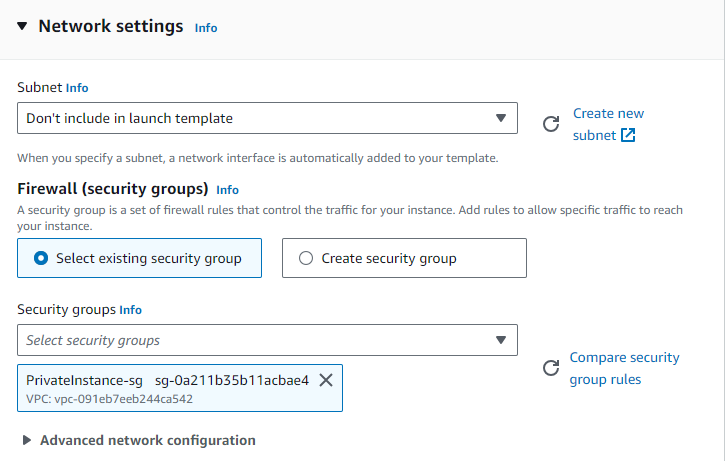 Network settings Info
Subnet Info
Don't include in launch template
Create new
subnet
When you specify a subnet, a network interface is automatically added to your template.
Firewall (security groups) Info
A security group is a set of firewall rules that control the traffic for your instance. Add rules to allow specific traffic to reach
your instance.
Select existing security group
Create security group
Security groups Info
Select security groups
Compare security
group rules
PrivateInstance-sg sg-0a211b35b11acbae4
VPC: vpc-091eb7eeb244ca542
Advanced network configuration